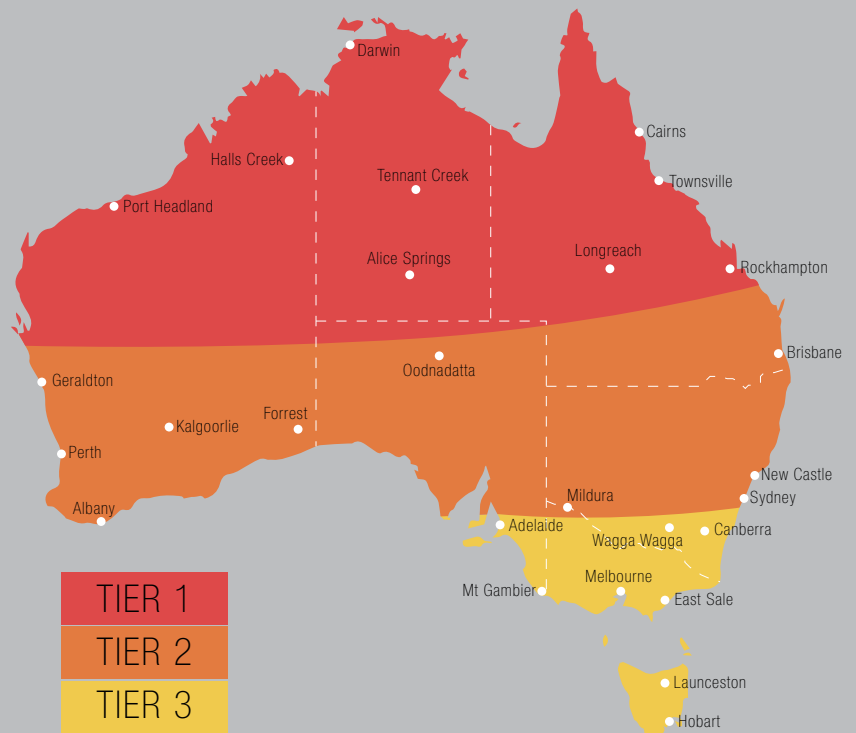 Darwin
Cairns
Halls Creek
Tennant Creek
Townsville
Port Headland
Longreach
Alice Springs
Rockhampton
Brisbane
Oodnadatta
Geraldton
Forrest
Kalgoorlie
Perth
New Castle
Mildura
Sydney
Albany
Adelaide
Canberra
Wagga Wagga
Melbourne
Mt Gambier
East Sale
TIER 1
TIER 2
Launceston
TIER 3
Hobart